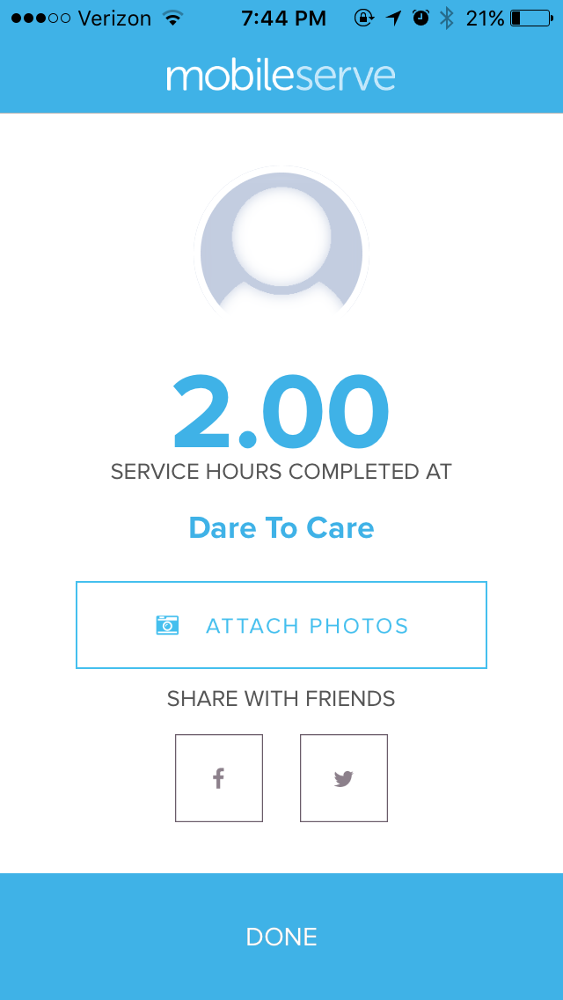 Verizon 7:44 PM 21%
mobileserve
2.00
SERVICE HOURS COMPLETED AT
Dare To Care
ATTACH PHOTOS
SHARE WITH FRIENDS
DONE